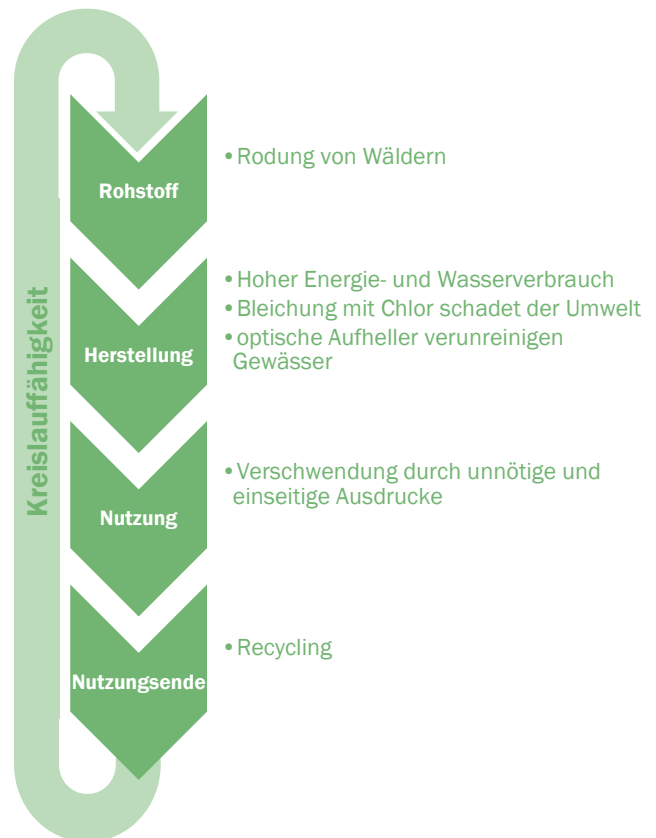 Rohstoff
• Rodung von Wäldern
Kreislauffähigkeit
Herstellung
• Hoher Energie- und Wasserverbrauch
• Bleichung mit Chlor schadet der Umwelt
• optische Aufheller verunreinigen
Gewässer
Nutzung
• Verschwendung durch unnötige und
einseitige Ausdrucke
Nutzungsende
• Recycling